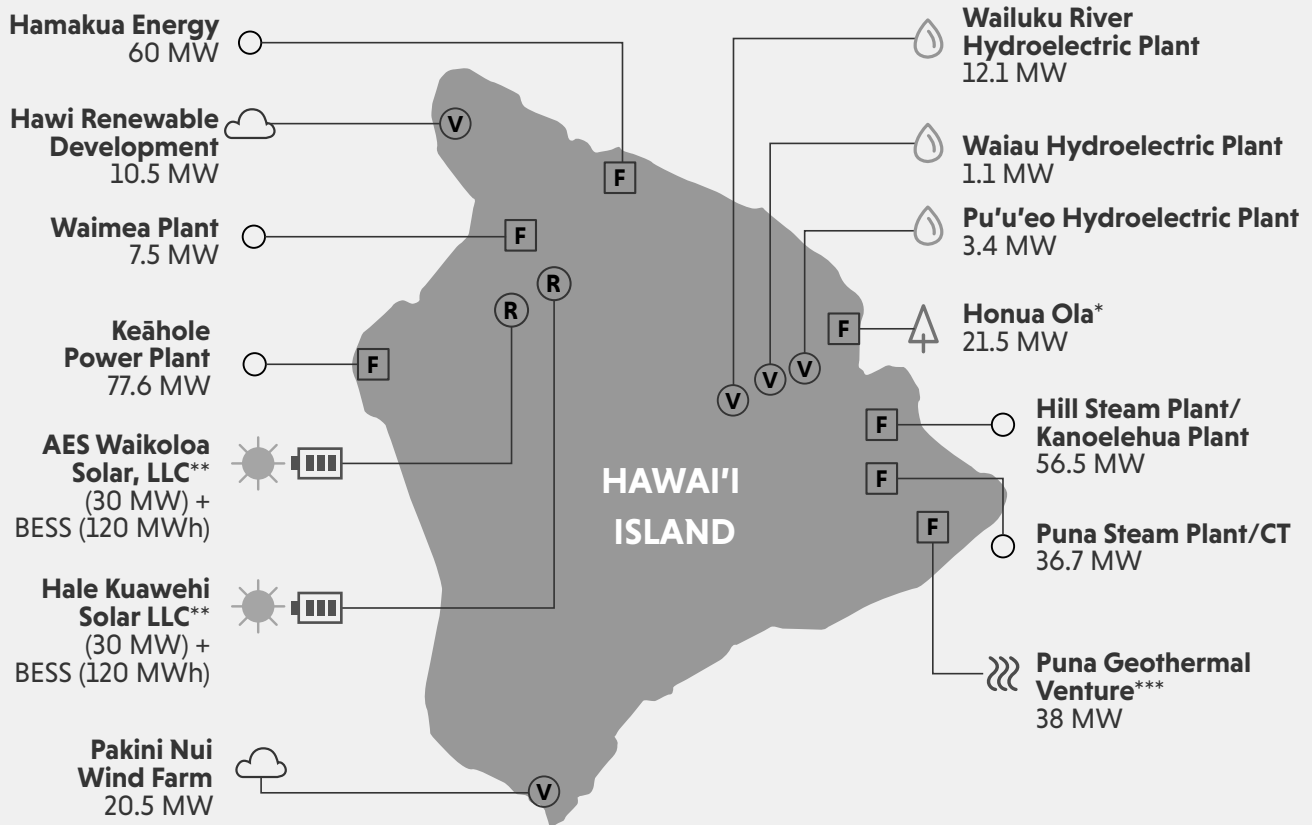 Hamakua Energy
60 MW
Hawi Renewable
Development
10.5 MW
Waimea Plant
7.5 MW
Keāhole
Power Plant
77.6 MW
AES Waikoloa
Solar, LLC**
(30 MW) +
BESS (120 MWh)
Hale Kuawehi
Solar LLC**
(30 MW) +
BESS (120 MWh)
Pakini Nui
Wind Farm
20.5 MW
V
F
F
R
R
F
F
V
V
V
F
F
F
V
HAWAI'I
ISLAND
Wailuku River
Hydroelectric Plant
12.1 MW
Waiau Hydroelectric Plant
1.1 MW
Pu'u'eo Hydroelectric Plant
3.4 MW
Honua Ola*
21.5 MW
Hill Steam Plant/
Kanoelehua Plant
56.5 MW
Puna Steam Plant/CT
36.7 MW
Puna Geothermal
Venture***
38 MW